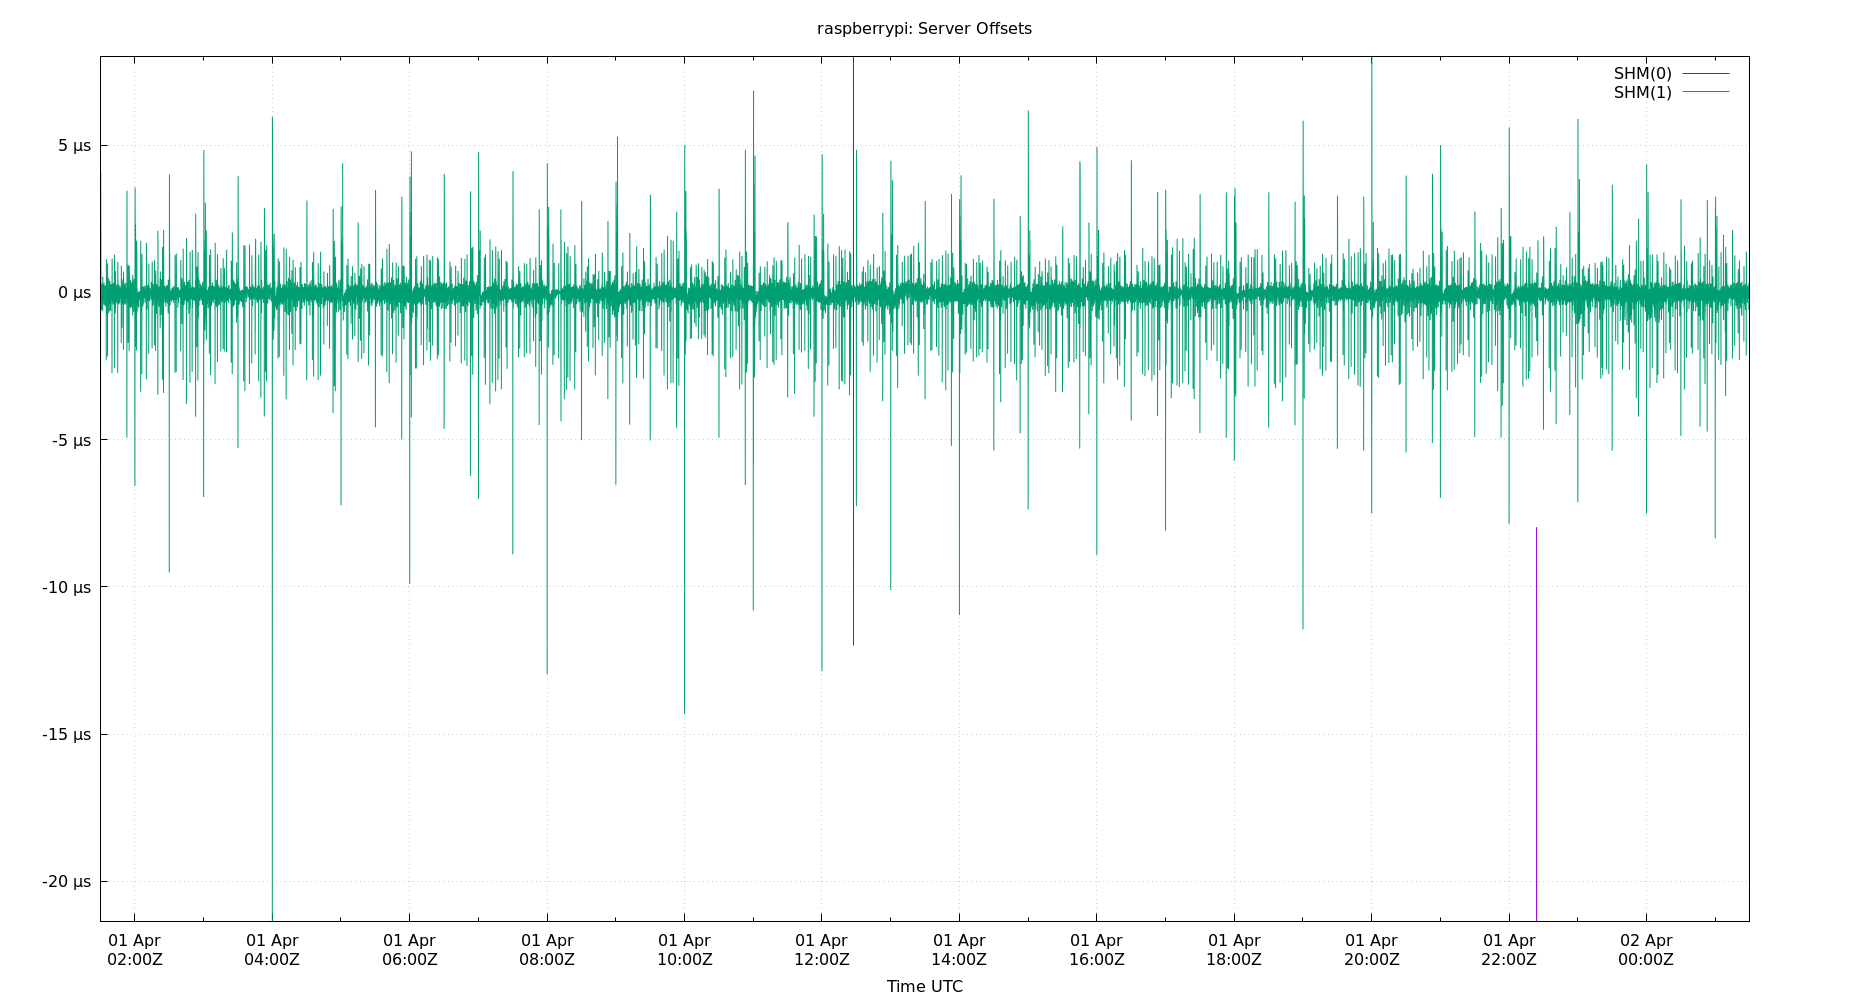 raspberrypi: Server Offsets
SHM(0)
SHM(1)
5 µs
0 µs
-5 µs
-10 µs
-15 µs
-20 µs
01 Apr 01 Apr 01 Apr 01 Apr 01 Apr 01 Apr 01 Apr 01 Apr 01 Apr 01 Apr 01 Apr 02 Apr
02:00Z 04:00Z 06:00Z 08:00Z 10:00Z 12:00Z 14:00Z 16:00Z 18:00Z 20:00Z 22:00Z 00:00Z
Time UTC